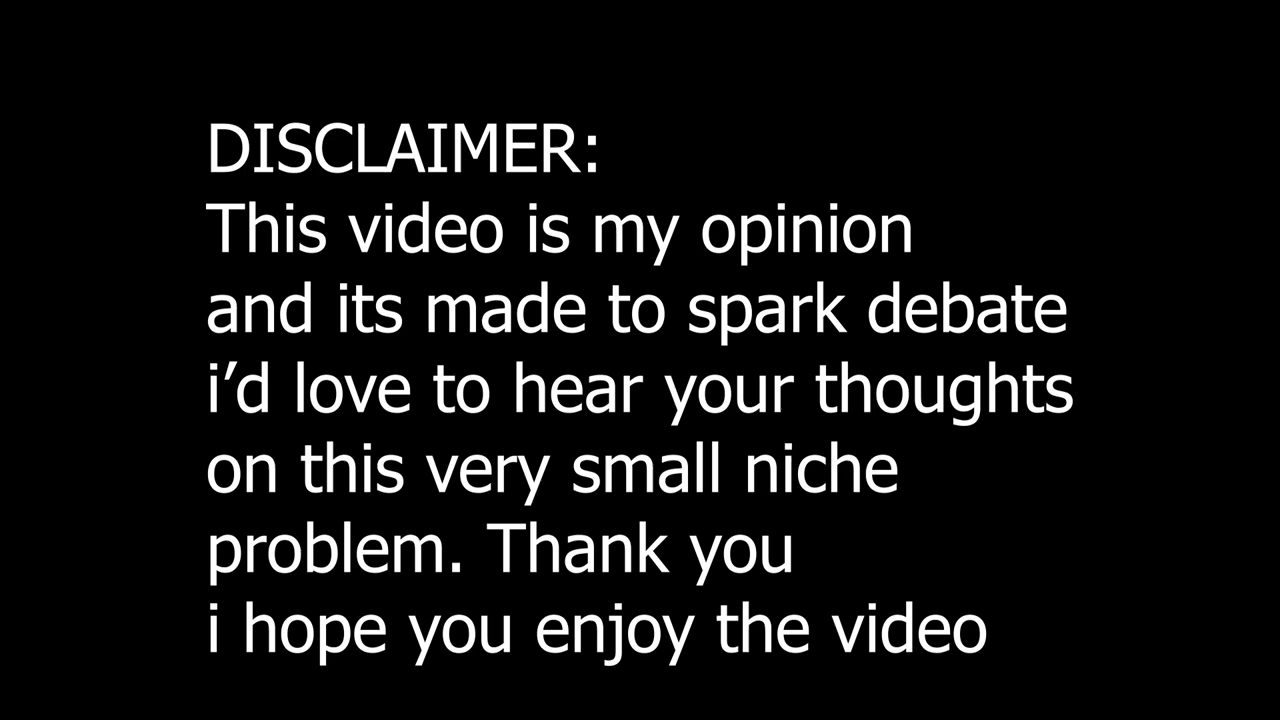 DISCLAIMER:
This video is my opinion
and its made to spark debate
i’d love to hear your thoughts
on this very small niche
problem. Thank you
i hope you enjoy the video